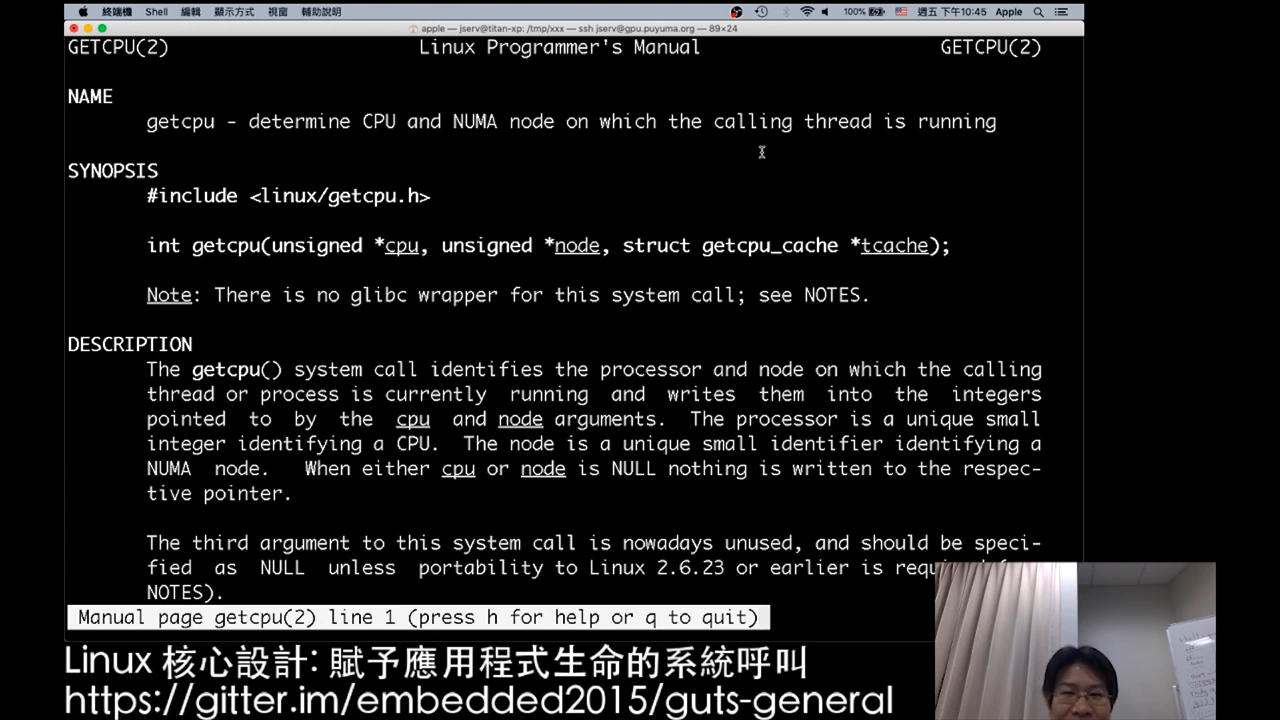 終端機 Shell 編輯 顯示方式 視窗 輔助說明 100% 週五 下午10:45 Apple
apple — jserv@titan-xp: /tmp/xxx — ssh jserv@gpu.puyuma.org — 89×24
GETCPU(2) Linux Programmer's Manual GETCPU(2)
NAME
getcpu - determine CPU and NUMA node on which the calling thread is running
SYNOPSIS
#include <linux/getcpu.h>
int getcpu(unsigned *cpu, unsigned *node, struct getcpu_cache *tcache);
Note: There is no glibc wrapper for this system call; see NOTES.
DESCRIPTION
The getcpu() system call identifies the processor and node on which the calling
thread or process is currently running and writes them into the integers
pointed to by the cpu and node arguments. The processor is a unique small
integer identifying a CPU. The node is a unique small identifier identifying a
NUMA node. When either cpu or node is NULL nothing is written to the respec-
tive pointer.
The third argument to this system call is nowadays unused, and should be speci-
fied as NULL unless portability to Linux 2.6.23 or earlier is
NOTES).
Manual page getcpu(2) line 1 (press h for help or q to quit)
Linux 核心設計: 賦予應用程式生命的系統呼叫
https://gitter.im/embedded2015/guts-general